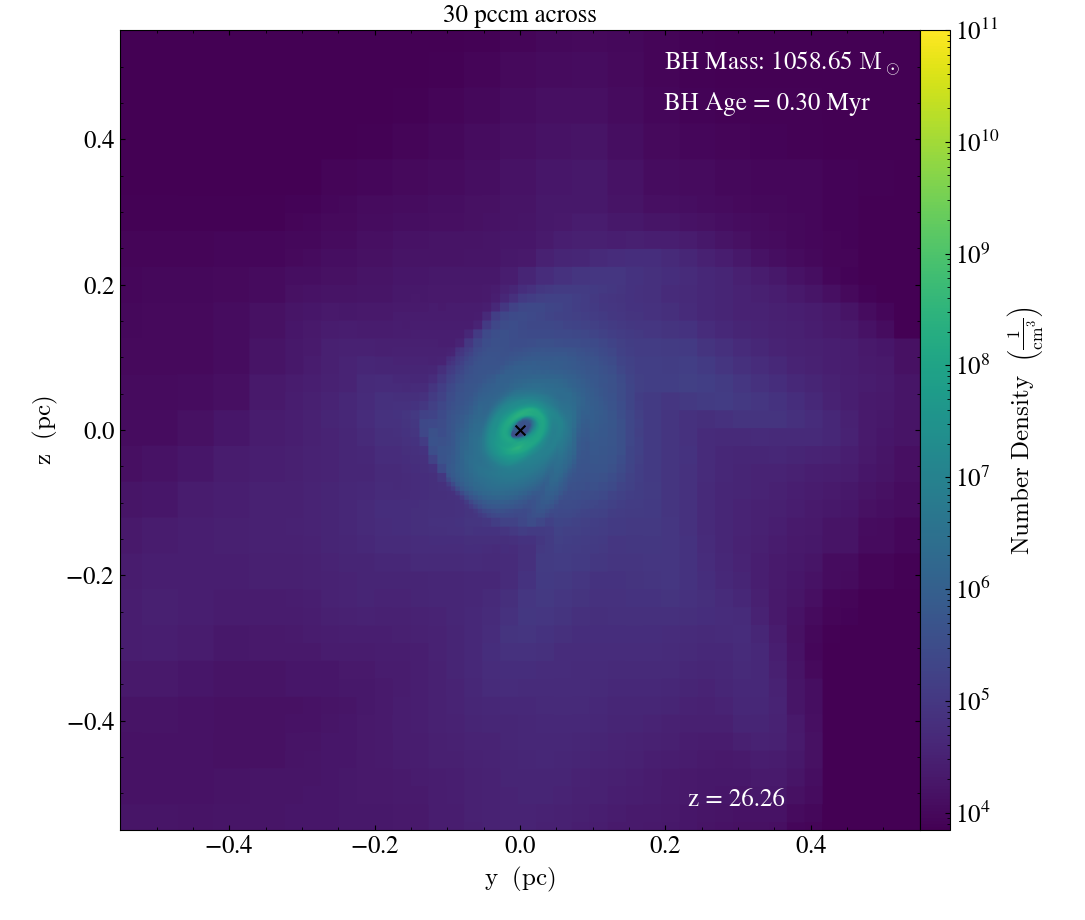 30 pccm across
BH Mass: 1058.65 M⊙
BH Age = 0.30 Myr
z = 26.26
0.4
0.2
0.0
−0.2
−0.4
z (pc)
−0.4
−0.2
0.0
0.2
0.4
y (pc)
10¹¹
10¹⁰
10⁹
10⁸
10⁷
10⁶
10⁵
10⁴
Number Density (1/cm³)